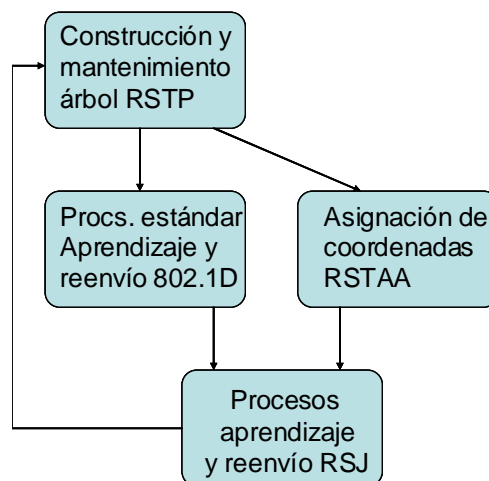 Construcción y
mantenimiento
árbol RSTP
Procs. estándar
Aprendizaje y
reenvío 802.1D
Asignación de
coordenadas
RSTAA
Procesos
aprendizaje
y reenvío RSJ